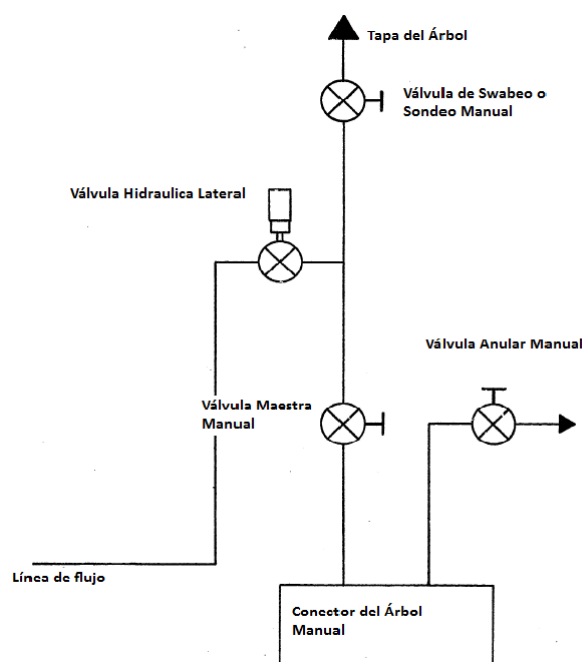 Tapa del Árbol
Válvula de Swabeo o
Sondeo Manual
Válvula Hidraulica Lateral
Válvula Anular Manual
Válvula Maestra
Manual
Línea de flujo
Conector del Árbol
Manual